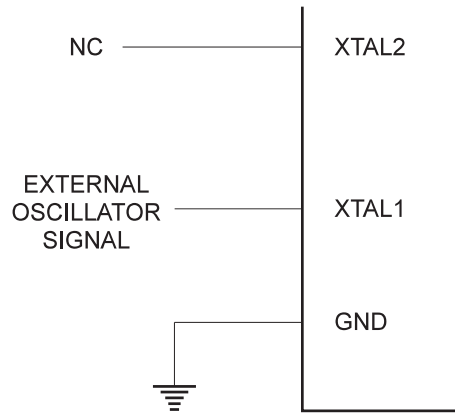 NC
XTAL2
EXTERNAL
OSCILLATOR
SIGNAL
XTAL1
GND